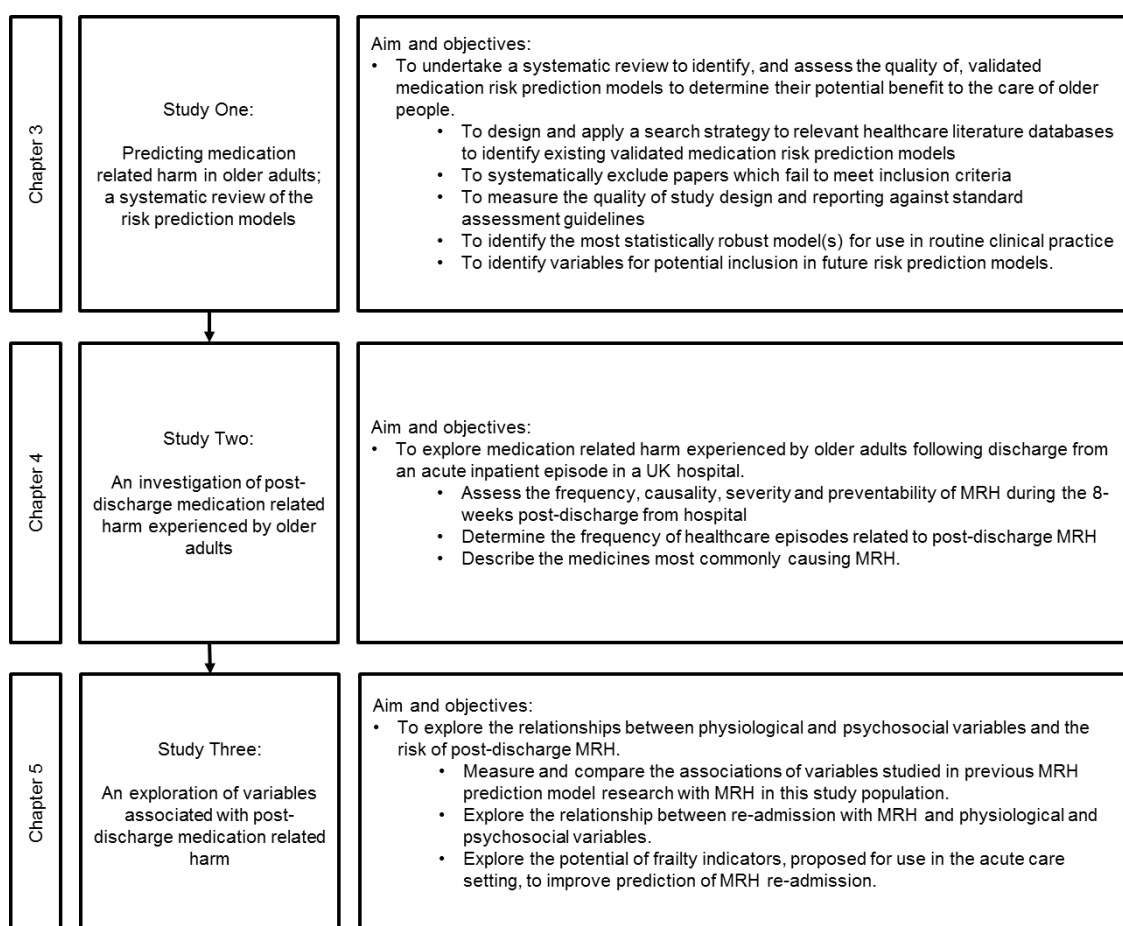 Chapter 3
Study One:
Predicting medication
related harm in older adults;
a systematic review of the
risk prediction models
Aim and objectives:
• To undertake a systematic review to identify, and assess the quality of, validated
medication risk prediction models to determine their potential benefit to the care of older
people.
• To design and apply a search strategy to relevant healthcare literature databases
to identify existing validated medication risk prediction models
• To systematically exclude papers which fail to meet inclusion criteria
• To measure the quality of study design and reporting against standard
assessment guidelines
• To identify the most statistically robust model(s) for use in routine clinical practice
• To identify variables for potential inclusion in future risk prediction models.
Chapter 4
Study Two:
An investigation of post-
discharge medication related
harm experienced by older
adults
Aim and objectives:
• To explore medication related harm experienced by older adults following discharge from
an acute inpatient episode in a UK hospital.
• Assess the frequency, causality, severity and preventability of MRH during the 8-
weeks post-discharge from hospital
• Determine the frequency of healthcare episodes related to post-discharge MRH
• Describe the medicines most commonly causing MRH.
Chapter 5
Study Three:
An exploration of variables
associated with post-
discharge medication related
harm
Aim and objectives:
• To explore the relationships between physiological and psychosocial variables and the
risk of post-discharge MRH.
• Measure and compare the associations of variables studied in previous MRH
prediction model research with MRH in this study population.
• Explore the relationship between re-admission with MRH and physiological and
psychosocial variables.
• Explore the potential of frailty indicators, proposed for use in the acute care
setting, to improve prediction of MRH re-admission.